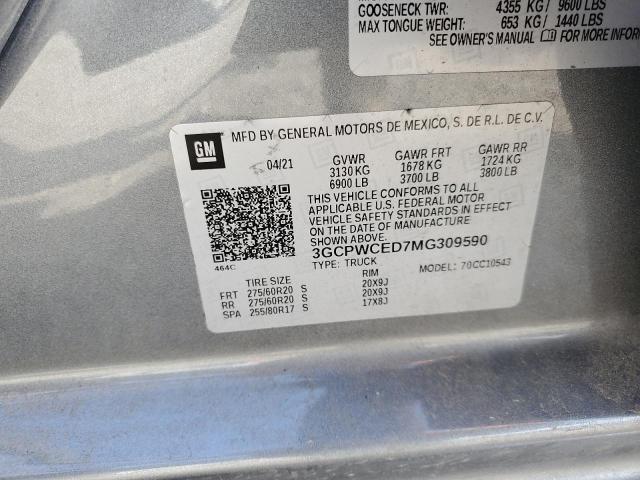 GOOSENECK TWR: 4355 KG / 9600 LBS
MAX TONGUE WEIGHT: 653 KG / 1440 LBS
SEE OWNER'S MANUAL FOR MORE INFOR
GM MFD BY GENERAL MOTORS DE MEXICO, S. DE R.L. DE C.V.
04/21 GVWR GAWR FRT GAWR RR
3130 KG 1678 KG 1724 KG
6900 LB 3700 LB 3800 LB
THIS VEHICLE CONFORMS TO ALL
APPLICABLE U.S. FEDERAL MOTOR
VEHICLE SAFETY STANDARDS IN EFFECT
ON THE DATE OF MANUFACTURE
SHOWN ABOVE.
3GCPWCED7MG309590
464C TYPE: TRUCK MODEL: 70CC10543
TIRE SIZE RIM
FRT 275/60R20 S 20X9J
RR 275/60R20 S 20X9J
SPA 255/80R17 S 17X8J